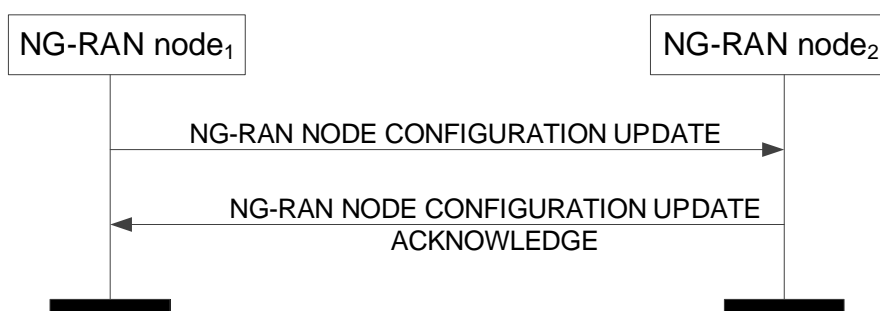 NG-RAN node₁
NG-RAN node₂
NG-RAN NODE CONFIGURATION UPDATE
NG-RAN NODE CONFIGURATION UPDATE
ACKNOWLEDGE